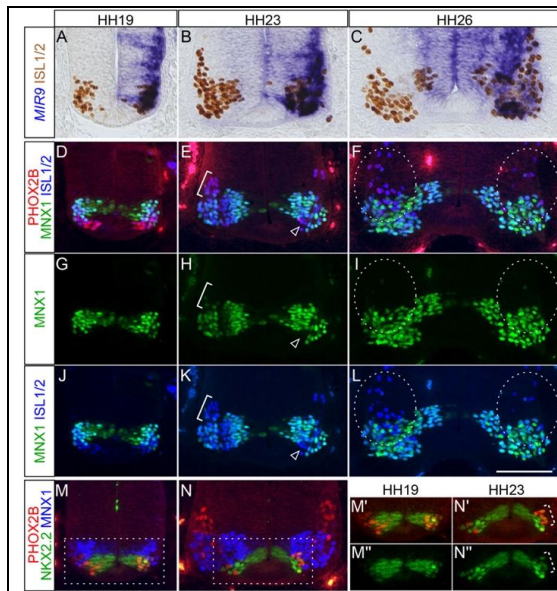 HH19 HH23 HH26
MIR9 ISL1/2
A B C
PHOX2B
MNX1 ISL1/2
D E F
MNX1
G H I
MNX1 ISL1/2
J K L
PHOX2B
NKX2.2 MNX1
M N
HH19 HH23
M' N'
M" N"